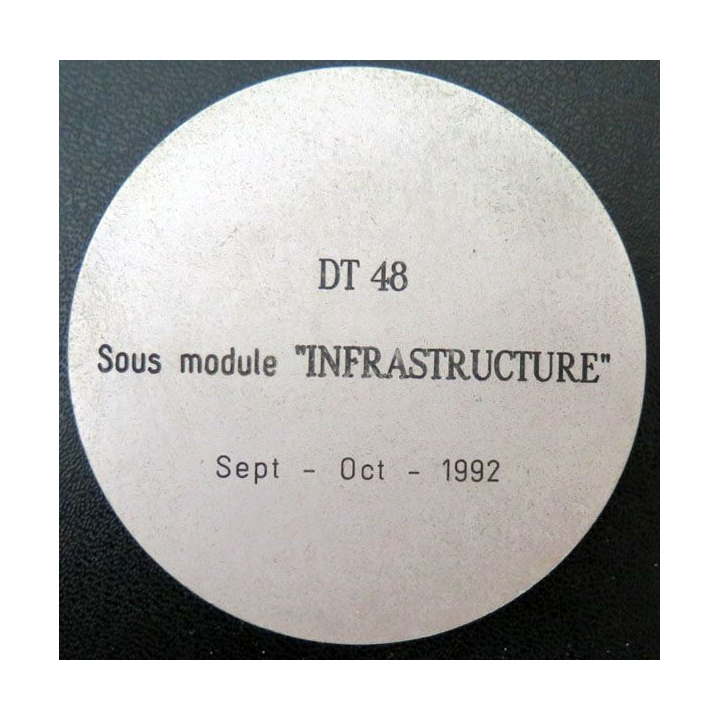 DT 48
Sous module "INFRASTRUCTURE"
Sept - Oct - 1992